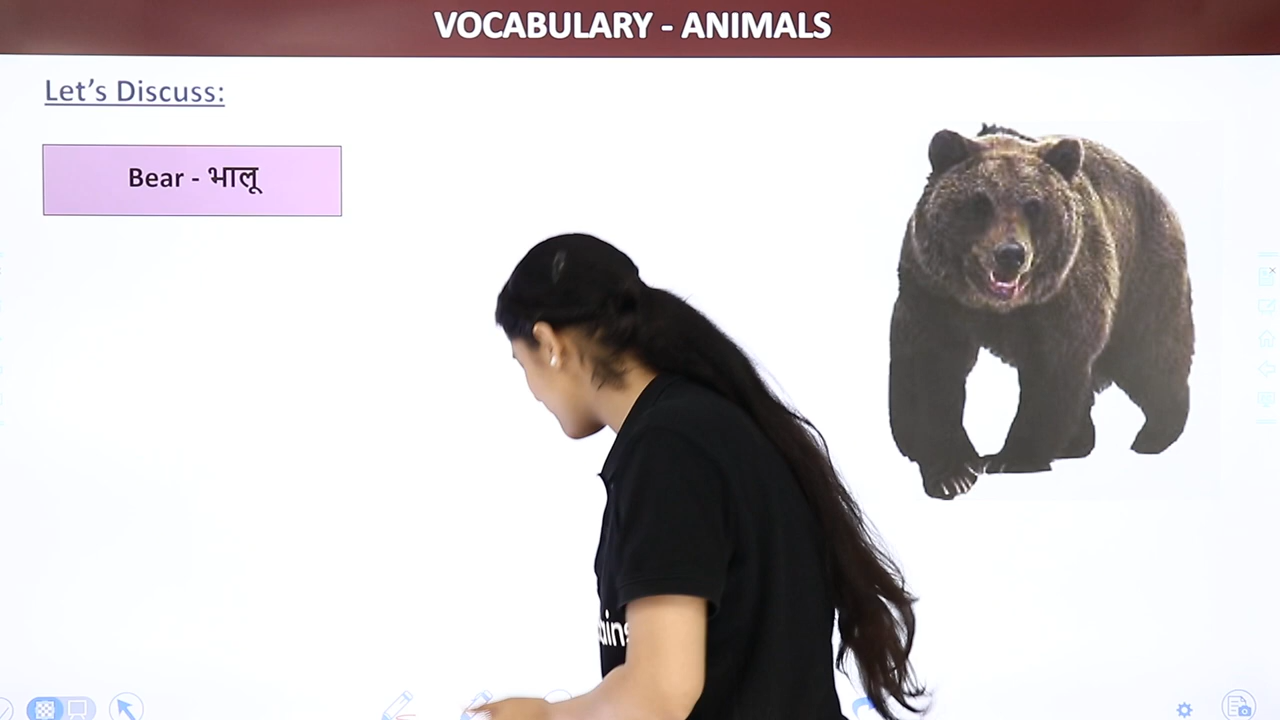 VOCABULARY - ANIMALS
Let's Discuss:
Bear - भालू